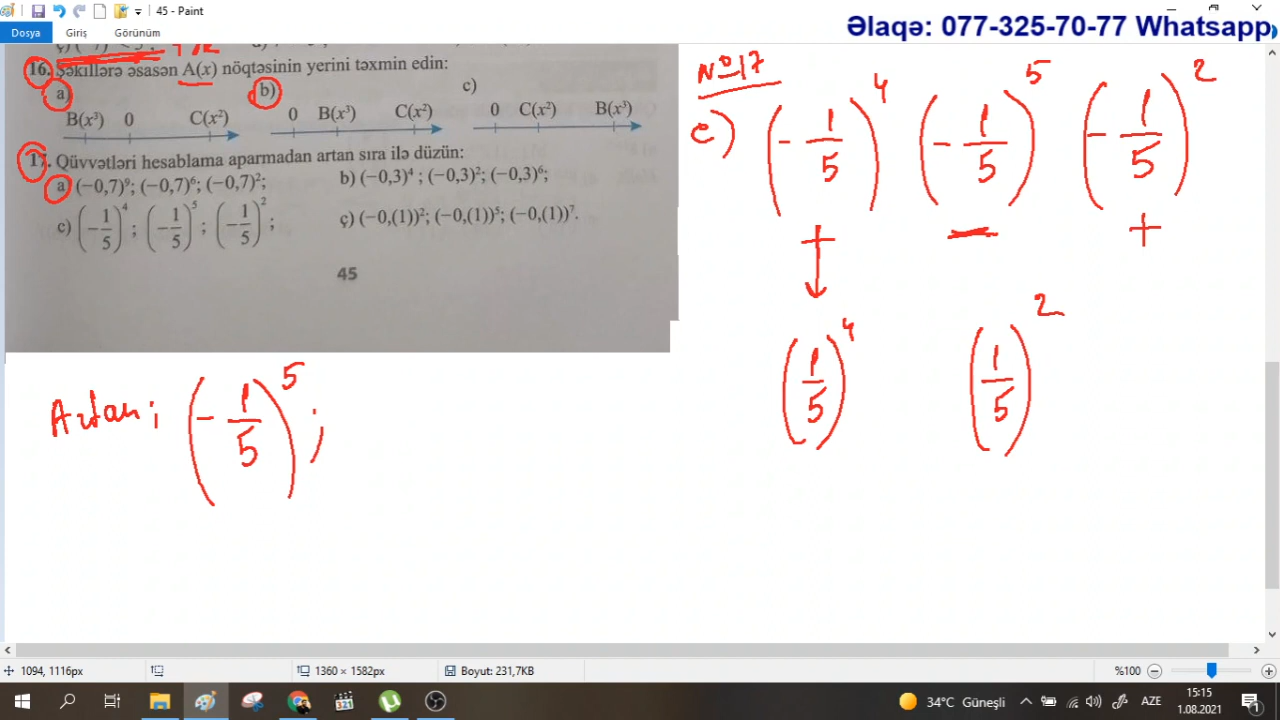 45 - Paint
Əlaqə: 077-325-70-77 Whatsapp
Dosya Giriş Görünüm
16. Şəkillərə əsasən A(x) nöqtəsinin yerini təxmin edin:
a) b) c)
B(x³) 0 C(x²) 0 B(x³) C(x²) 0 C(x²) B(x³)
17. Qüvvətləri hesablama aparmadan artan sıra ilə düzün:
a) (−0,7)⁹; (−0,7)⁶; (−0,7)²; b) (−0,3)⁴ ; (−0,3)²; (−0,3)⁶;
c) (−1/5)⁴ ; (−1/5)⁵ ; (−1/5)² ; ç) (−0,(1))²; (−0,(1))⁵; (−0,(1))⁷.
45
№17
c) (−1/5)⁴ (−1/5)⁵ (−1/5)²
+ − +
(1/5)⁴ (1/5)²
Artan; (−1/5)⁵ ;
1094, 1116px 1360 × 1582px Boyut: 231,7KB %100
34°C Güneşli AZE 15:15
1.08.2021